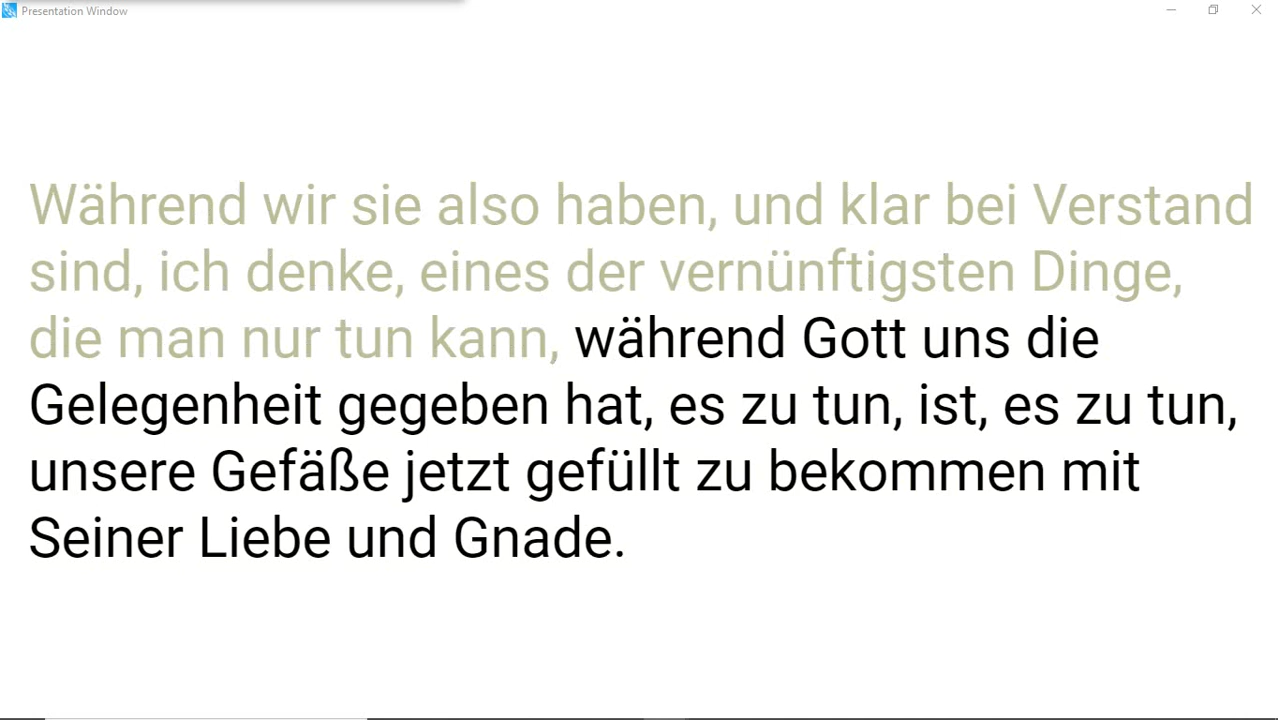 Presentation Window
Während wir sie also haben, und klar bei Verstand
sind, ich denke, eines der vernünftigsten Dinge,
die man nur tun kann, während Gott uns die
Gelegenheit gegeben hat, es zu tun, ist, es zu tun,
unsere Gefäße jetzt gefüllt zu bekommen mit
Seiner Liebe und Gnade.